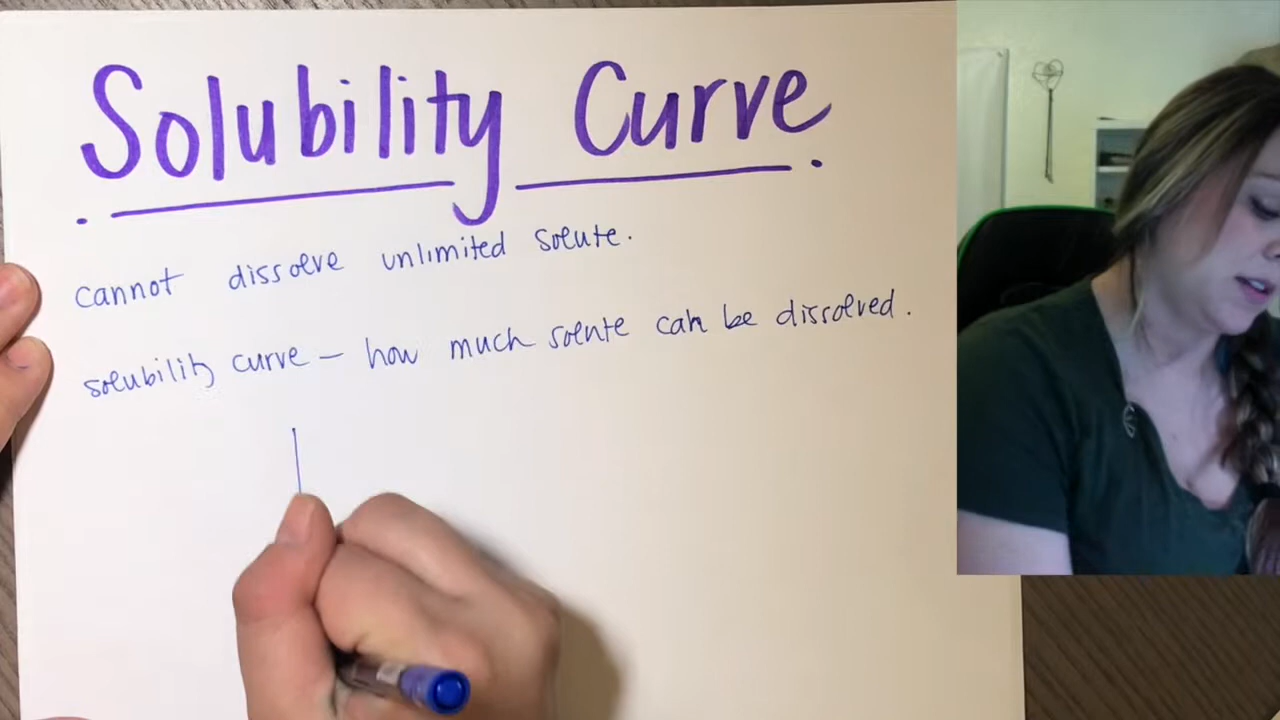 Solubility Curve
cannot dissolve unlimited solute.
solubility curve – how much solute can be dissolved.